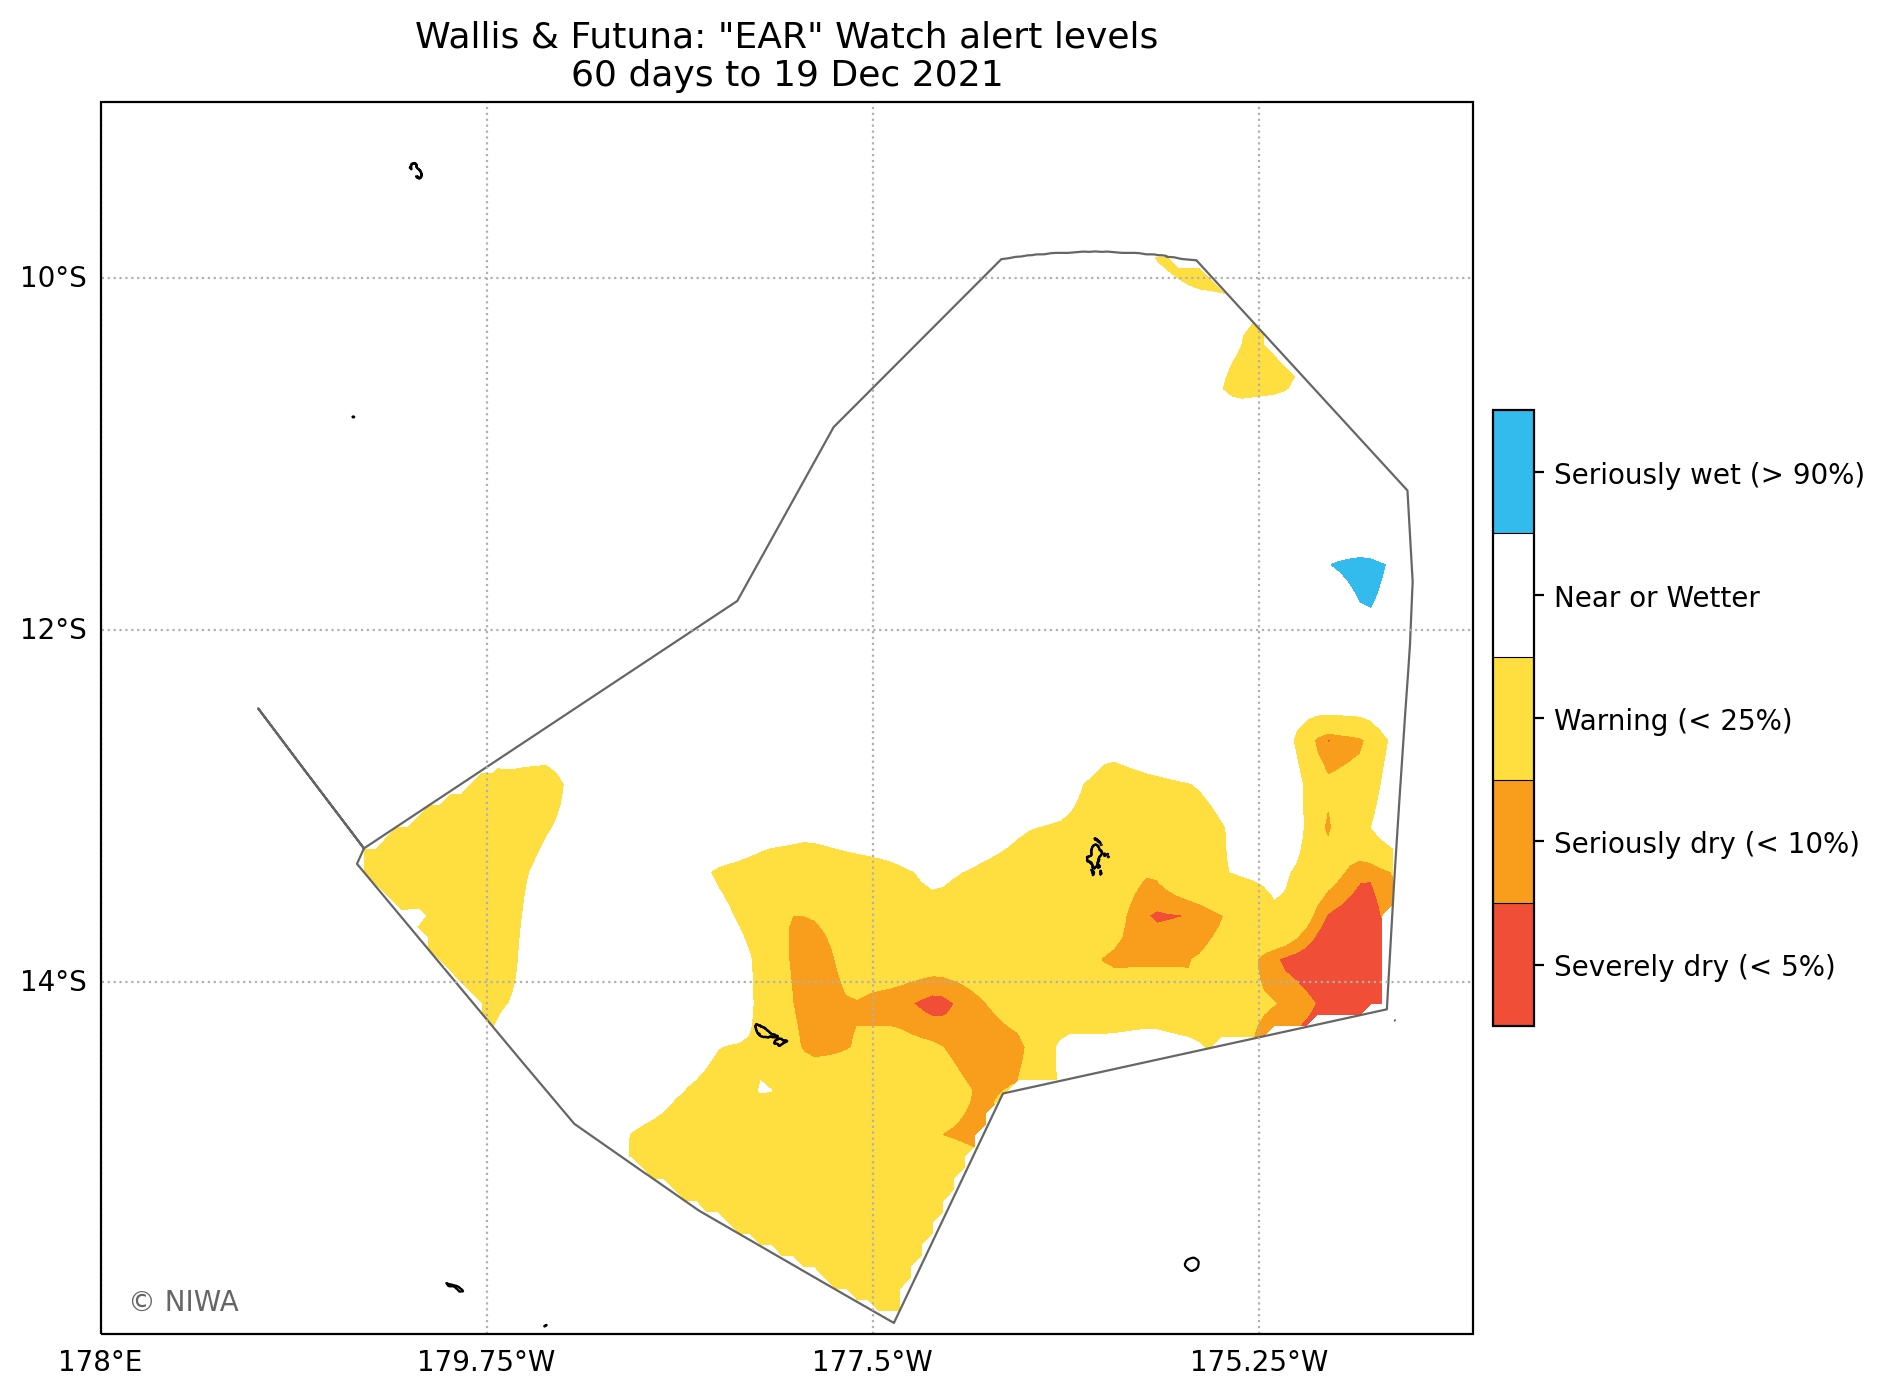 Wallis & Futuna: "EAR" Watch alert levels
60 days to 19 Dec 2021
10°S
12°S
14°S
178°E
179.75°W
177.5°W
175.25°W
Seriously wet (> 90%)
Near or Wetter
Warning (< 25%)
Seriously dry (< 10%)
Severely dry (< 5%)
© NIWA